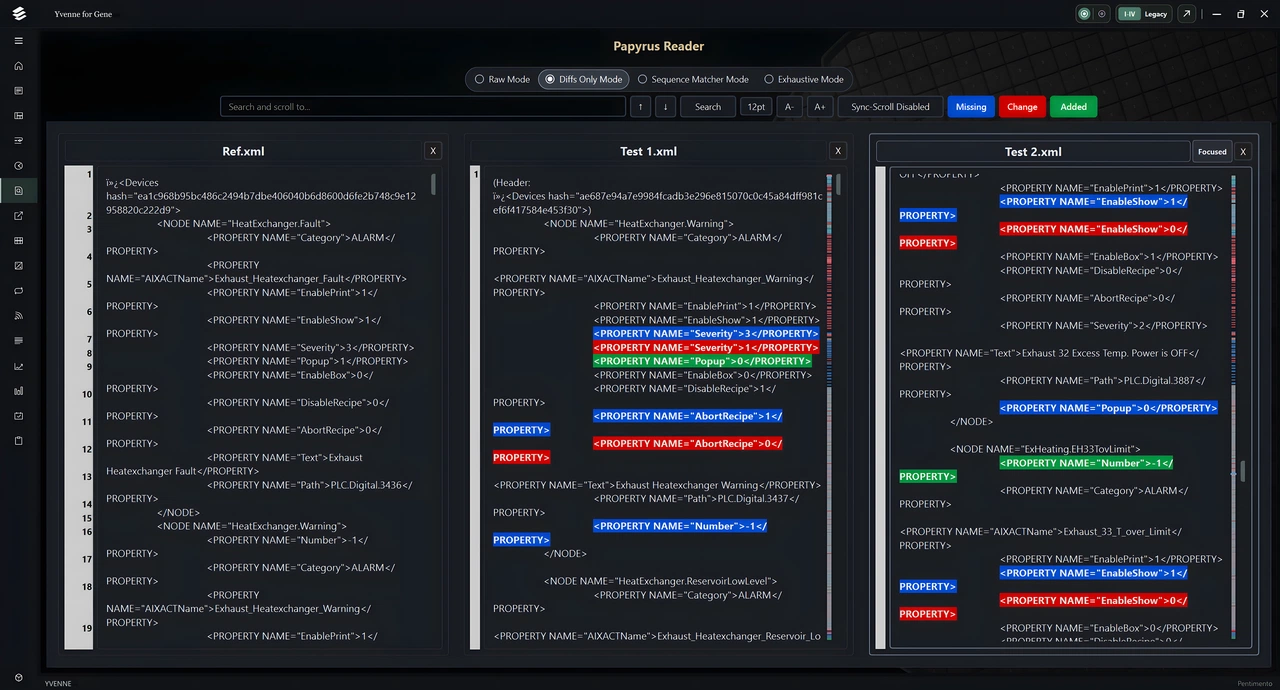 Yvenne for Gene
I-IV Legacy
Papyrus Reader
Raw Mode Diffs Only Mode Sequence Matcher Mode Exhaustive Mode
Search and scroll to... ↑ ↓ Search 12pt A- A+ Sync-Scroll Disabled Missing Change Added
Ref.xml X
1
ï»¿<Devices
hash="ea1c968b95bc486c2494b7dbe406040b6d8600d6fe2b748c9e12
958820c222d9">
2 <NODE NAME="HeatExchanger.Fault">
3 <PROPERTY NAME="Category">ALARM</
PROPERTY>
4 <PROPERTY
NAME="AIXACTName">Exhaust_Heatexchanger_Fault</PROPERTY>
5 <PROPERTY NAME="EnablePrint">1</
PROPERTY>
6 <PROPERTY NAME="EnableShow">1</
PROPERTY>
7 <PROPERTY NAME="Severity">3</PROPERTY>
8 <PROPERTY NAME="Popup">1</PROPERTY>
9 <PROPERTY NAME="EnableBox">0</
PROPERTY>
10 <PROPERTY NAME="DisableRecipe">0</
PROPERTY>
11 <PROPERTY NAME="AbortRecipe">0</
PROPERTY>
12 <PROPERTY NAME="Text">Exhaust
Heatexchanger Fault</PROPERTY>
13 <PROPERTY NAME="Path">PLC.Digital.3436</
PROPERTY>
14 </NODE>
15 <NODE NAME="HeatExchanger.Warning">
16 <PROPERTY NAME="Number">-1</
PROPERTY>
17 <PROPERTY NAME="Category">ALARM</
PROPERTY>
18 <PROPERTY
NAME="AIXACTName">Exhaust_Heatexchanger_Warning</
PROPERTY>
19 <PROPERTY NAME="EnablePrint">1</
Test 1.xml X
1
(Header:
ï»¿<Devices hash="ae687e94a7e9984fcadb3e296e815070c0c45a84dff981c
ef6f417584e453f30">)
<NODE NAME="HeatExchanger.Warning">
<PROPERTY NAME="Category">ALARM</
PROPERTY>
<PROPERTY NAME="AIXACTName">Exhaust_Heatexchanger_Warning</
PROPERTY>
<PROPERTY NAME="EnablePrint">1</PROPERTY>
<PROPERTY NAME="EnableShow">1</PROPERTY>
<PROPERTY NAME="Severity">3</PROPERTY>
<PROPERTY NAME="Severity">1</PROPERTY>
<PROPERTY NAME="Popup">0</PROPERTY>
<PROPERTY NAME="EnableBox">0</PROPERTY>
<PROPERTY NAME="DisableRecipe">1</
PROPERTY>
<PROPERTY NAME="AbortRecipe">1</
PROPERTY>
<PROPERTY NAME="AbortRecipe">0</
PROPERTY>
<PROPERTY NAME="Text">Exhaust Heatexchanger Warning</PROPERTY>
<PROPERTY NAME="Path">PLC.Digital.3437</
PROPERTY>
<PROPERTY NAME="Number">-1</
PROPERTY>
</NODE>
<NODE NAME="HeatExchanger.ReservoirLowLevel">
<PROPERTY NAME="Category">ALARM</
PROPERTY>
<PROPERTY NAME="AIXACTName">Exhaust_Heatexchanger_Reservoir_Lo
Test 2.xml Focused X
OFF</PROPERTY>
<PROPERTY NAME="EnablePrint">1</PROPERTY>
<PROPERTY NAME="EnableShow">1</
PROPERTY>
<PROPERTY NAME="EnableShow">0</
PROPERTY>
<PROPERTY NAME="EnableBox">1</PROPERTY>
<PROPERTY NAME="DisableRecipe">0</
PROPERTY>
<PROPERTY NAME="AbortRecipe">0</
PROPERTY>
<PROPERTY NAME="Severity">2</PROPERTY>
<PROPERTY NAME="Text">Exhaust 32 Excess Temp. Power is OFF</
PROPERTY>
<PROPERTY NAME="Path">PLC.Digital.3887</
PROPERTY>
<PROPERTY NAME="Popup">0</PROPERTY>
</NODE>
<NODE NAME="ExHeating.EH33TovLimit">
<PROPERTY NAME="Number">-1</
PROPERTY>
<PROPERTY NAME="Category">ALARM</
PROPERTY>
<PROPERTY NAME="AIXACTName">Exhaust_33_T_over_Limit</
PROPERTY>
<PROPERTY NAME="EnablePrint">1</PROPERTY>
<PROPERTY NAME="EnableShow">1</
PROPERTY>
<PROPERTY NAME="EnableShow">0</
PROPERTY>
<PROPERTY NAME="EnableBox">0</PROPERTY>
<PROPERTY NAME="DisableRecipe">0</
YVENNE
Pentimento